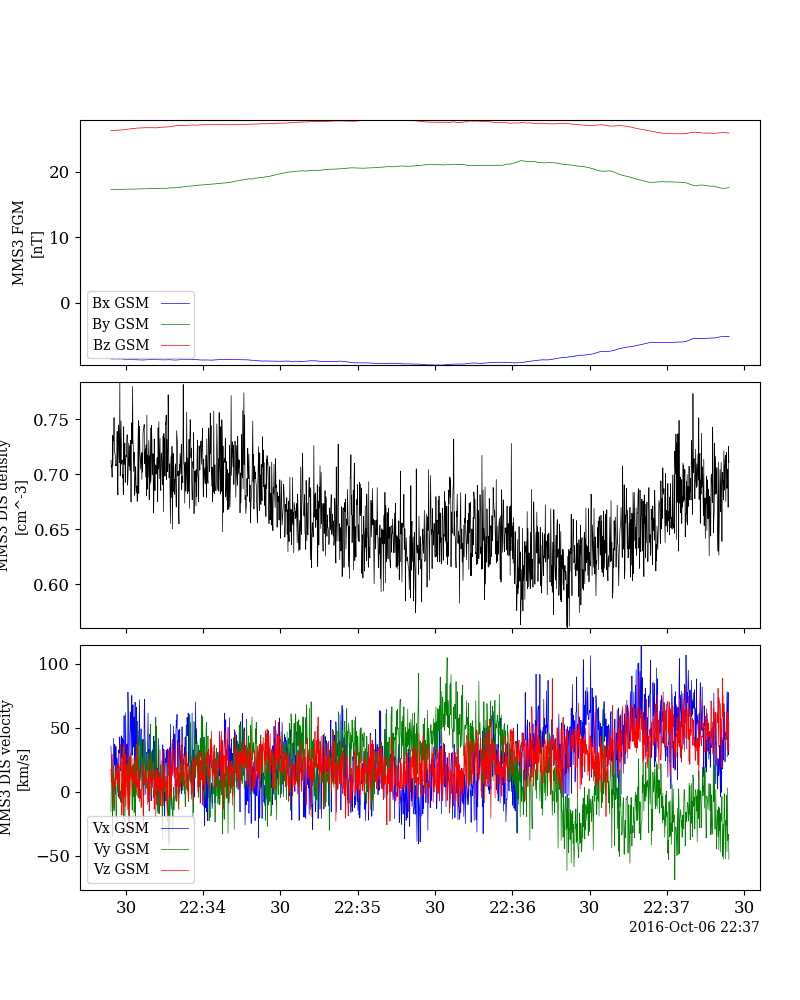 20
10
0
MMS3 FGM
[nT]
Bx GSM
By GSM
Bz GSM
0.75
0.70
0.65
0.60
MMS3 DIS density
[cm^-3]
100
50
0
−50
MMS3 DIS velocity
[km/s]
Vx GSM
Vy GSM
Vz GSM
30 22:34 30 22:35 30 22:36 30 22:37 30
2016-Oct-06 22:37